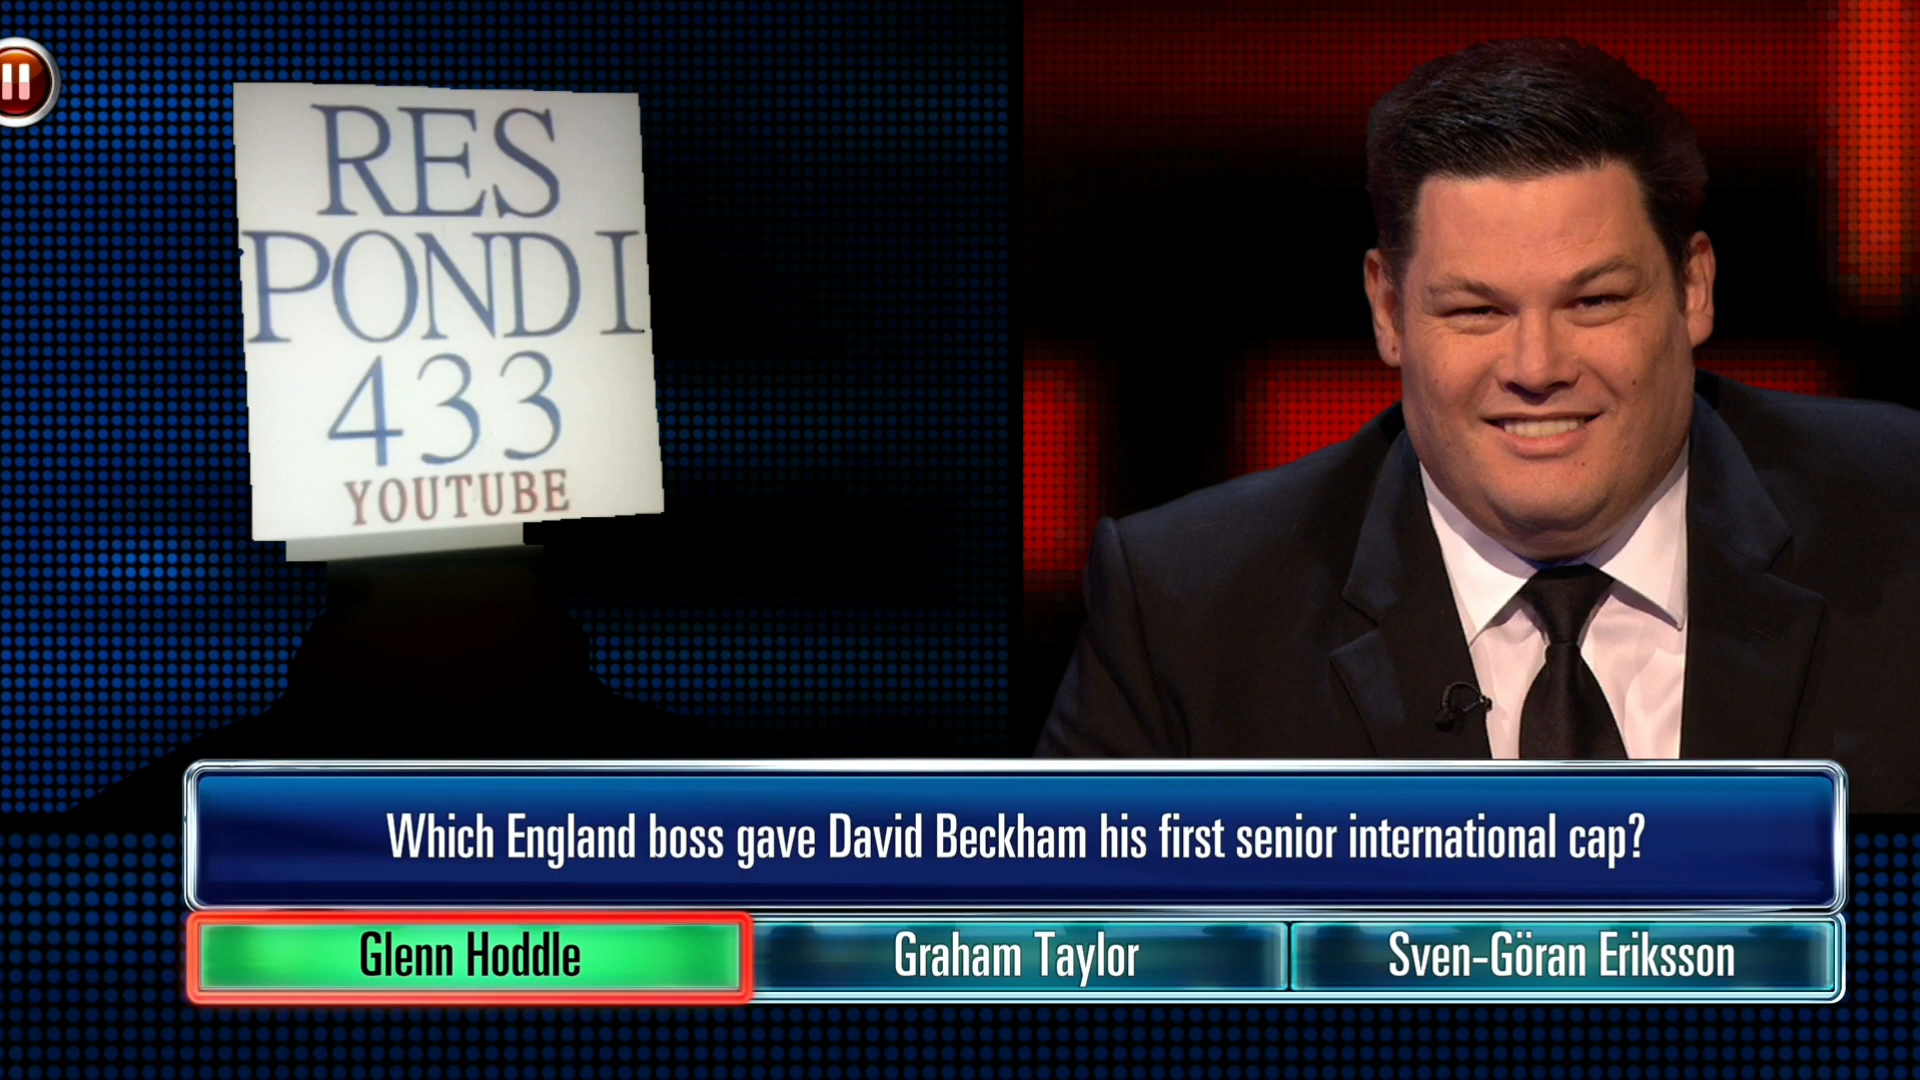 RES
POND I
433
YOUTUBE
Which England boss gave David Beckham his first senior international cap?
Glenn Hoddle
Graham Taylor
Sven-Göran Eriksson